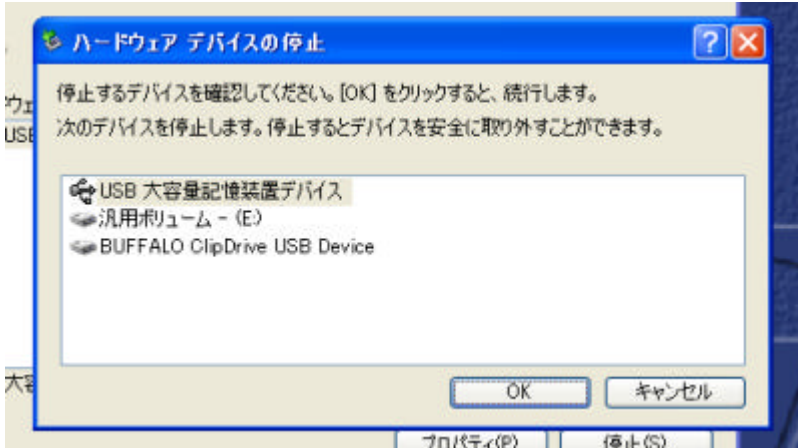 ハードウェア デバイスの停止
停止するデバイスを確認してください。[OK] をクリックすると、続行します。
次のデバイスを停止します。停止するとデバイスを安全に取り外すことができます。
USB 大容量記憶装置デバイス
汎用ボリューム - (E:)
BUFFALO ClipDrive USB Device
OK
キャンセル
プロパティ(P)
停止(S)
ウェ
USB
大容